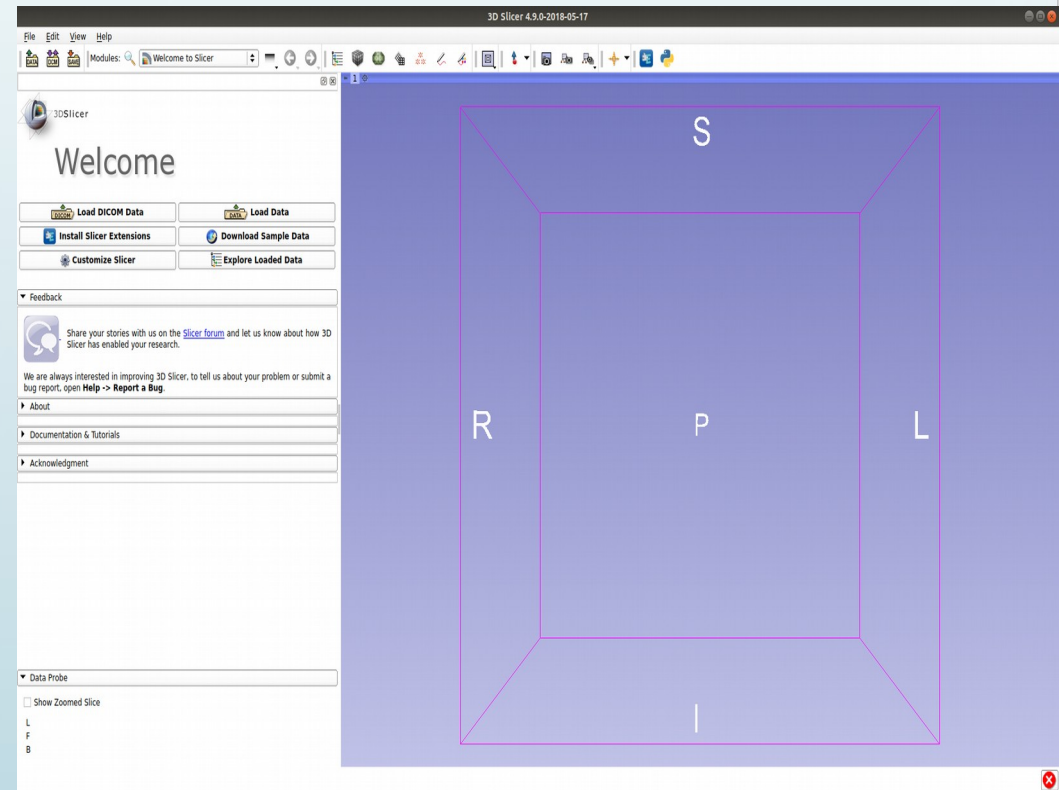 3D Slicer 4.9.0-2018-05-17
File Edit View Help
DATA DCM SAVE Modules: Welcome to Slicer
1
3DSlicer
Welcome
DICOM Load DICOM Data
DATA Load Data
Install Slicer Extensions
Download Sample Data
Customize Slicer
Explore Loaded Data
Feedback
Share your stories with us on the Slicer forum and let us know about how 3D
Slicer has enabled your research.
We are always interested in improving 3D Slicer, to tell us about your problem or submit a
bug report, open Help -> Report a Bug.
About
Documentation & Tutorials
Acknowledgment
Data Probe
Show Zoomed Slice
L
F
B
S
R P L
I